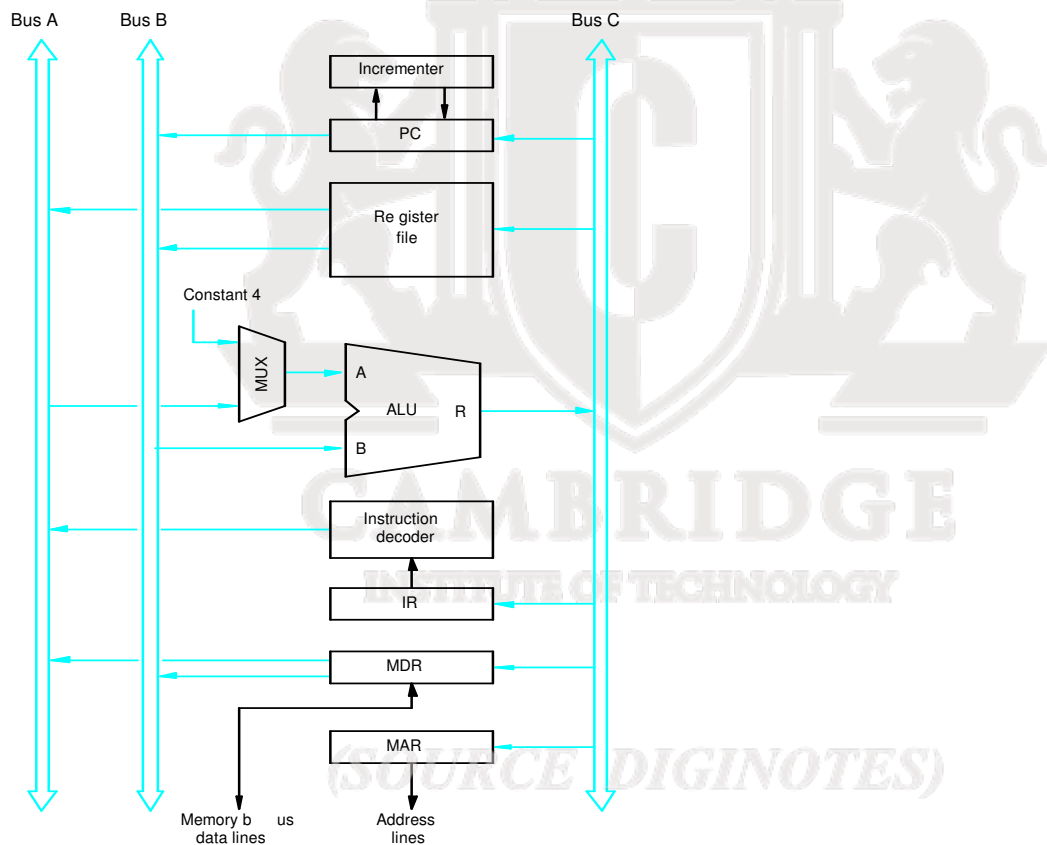 Bus A
Bus B
Bus C
Incrementer
PC
Re gister
file
Constant 4
MUX
A
ALU
R
B
CAMBRIDGE
Instruction
decoder
INSTITUTE OF TECHNOLOGY
IR
MDR
MAR
(SOURCE DIGINOTES)
Memory b us
data lines
Address
lines